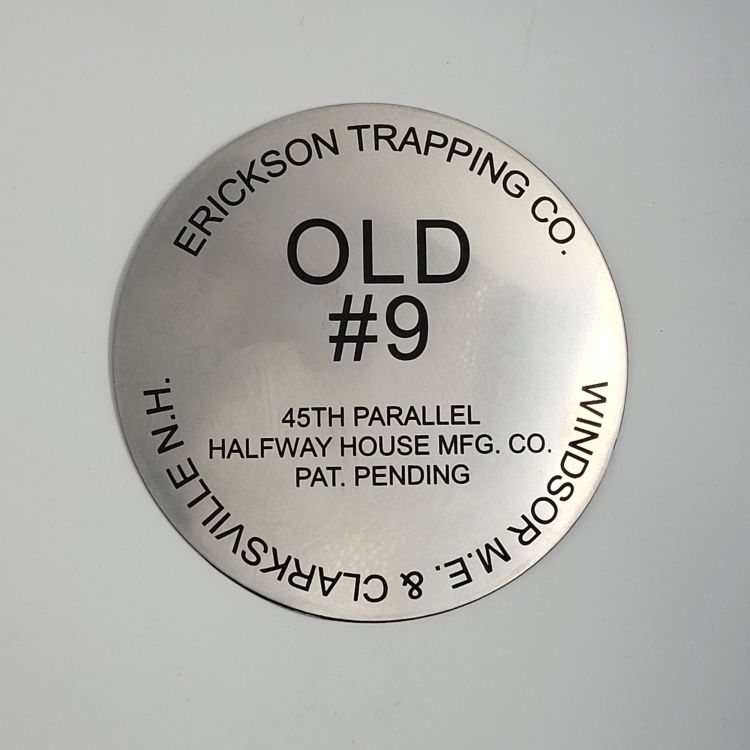 ERICKSON TRAPPING CO.
OLD
#9
45TH PARALLEL
HALFWAY HOUSE MFG. CO.
PAT. PENDING
WINDSOR M.E. & CLARKSVILLE N.H.